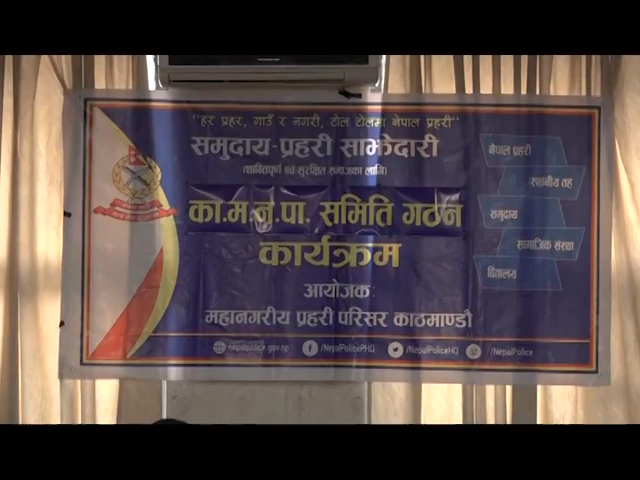 "हर प्रहर, गाउँ र नगरी, टोल टोलमा नेपाल प्रहरी"
समुदाय-प्रहरी साझेदारी
(शान्तिपूर्ण एवं सुरक्षित समाजका लागि)
का.म.न.पा. समिति गठन
कार्यक्रम
आयोजक:
महानगरीय प्रहरी परिसर काठमाण्डौ
नेपाल प्रहरी
स्थानीय तह
समुदाय
सामाजिक संस्था
विद्यालय
nepalpolice.gov.np
/NepalPolicePHQ
/NepalPoliceHQ
/NepalPolice